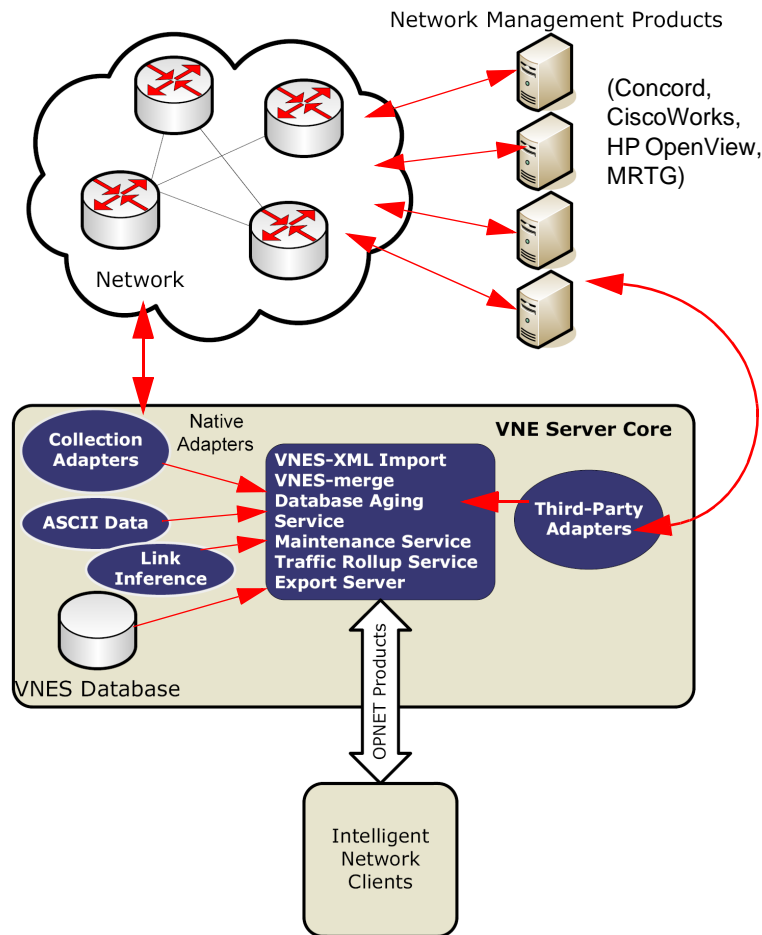 Network Management Products
(Concord,
CiscoWorks,
HP OpenView,
MRTG)
Network
Native
Adapters
VNE Server Core
Collection
Adapters
ASCII Data
Link
Inference
VNES Database
VNES-XML Import
VNES-merge
Database Aging
Service
Maintenance Service
Traffic Rollup Service
Export Server
Third-Party
Adapters
OPNET Products
Intelligent
Network
Clients